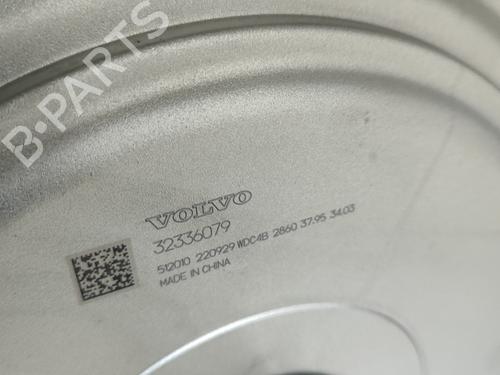 B-PARTS
VOLVO
32336079
512010 220929 WDC4B 2860 37.95 34.03
MADE IN CHINA